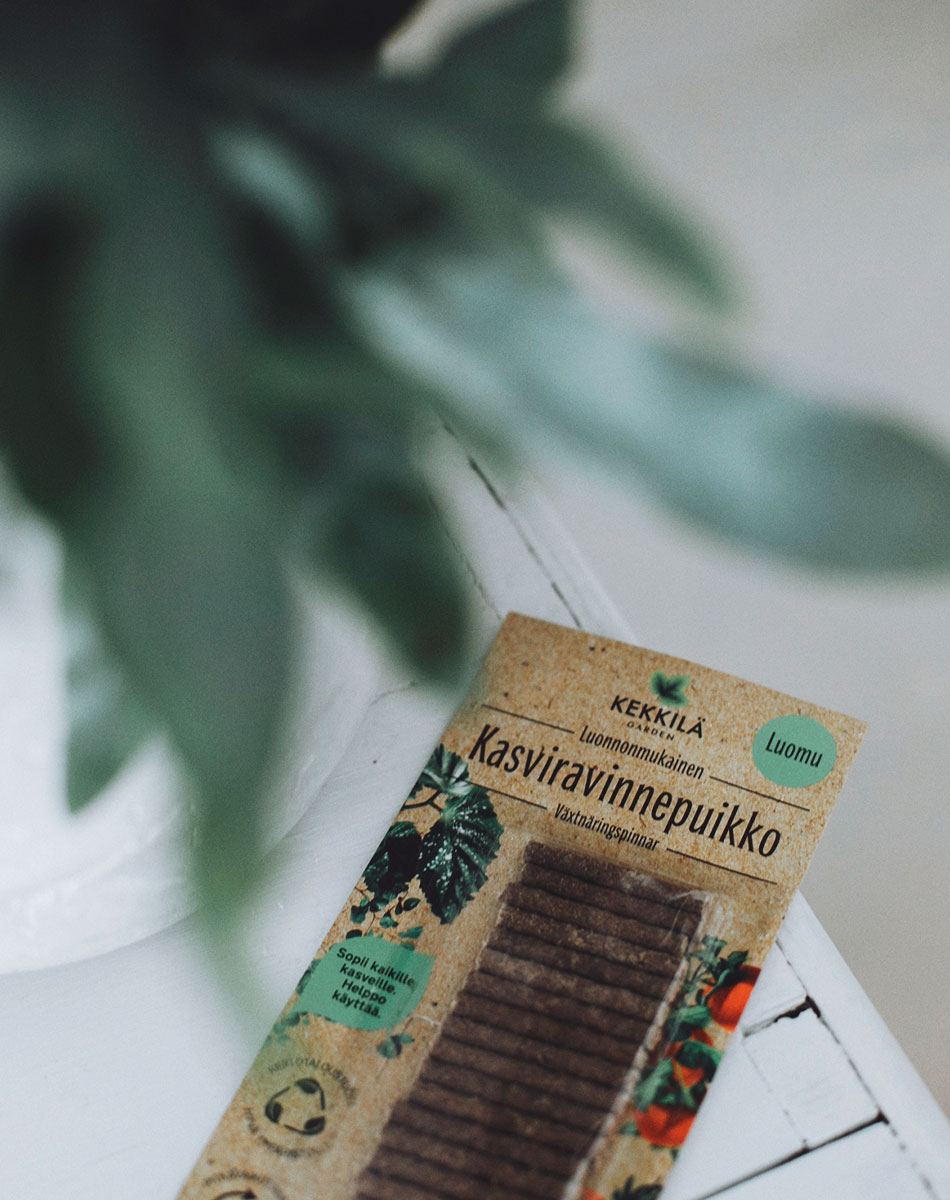 KEKKILÄ
GARDEN
Luomu
Luonnonmukainen
Kasviravinnepuikko
Växtnäringspinnar
Sopii kaikille
kasveille.
Helppo
käyttää.